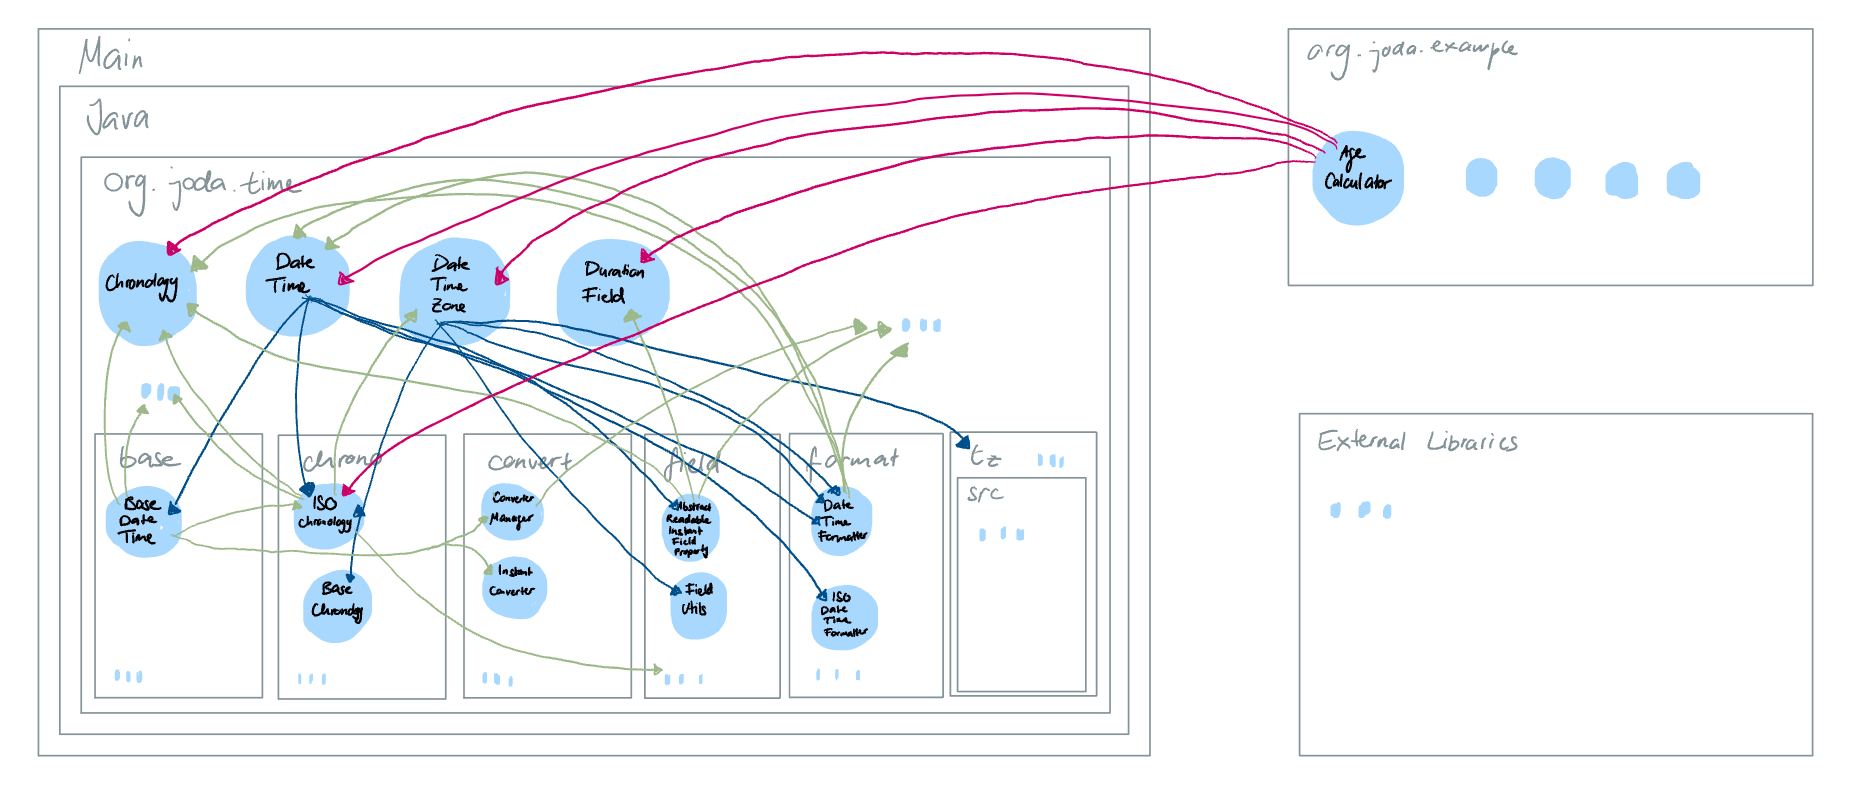 Main
org.joda.example
Java
org.joda.time
Age
Calculator
Chronology
Date
Time
Date
Time
Zone
Duration
Field
External Libraries
base
chrono
convert
field
format
tz
src
Base
Date
Time
ISO
Chronology
Base
Chronology
Converter
Manager
Instant
Converter
Abstract
Readable
Instant
Field
Property
Field
Utils
Date
Time
Formatter
ISO
Date
Time
Formatter